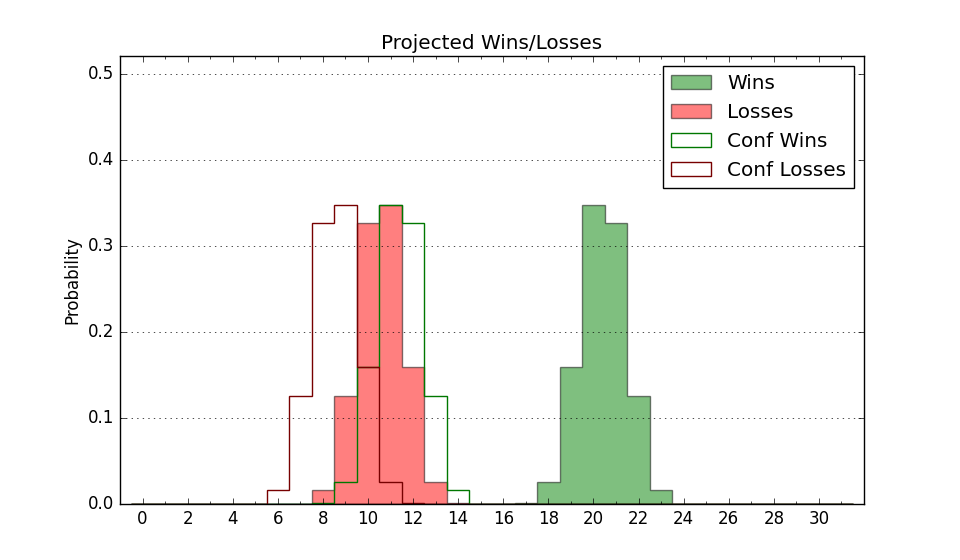 Projected Wins/Losses
Wins
Losses
Conf Wins
Conf Losses
Probability
0.5
0.4
0.3
0.2
0.1
0.0
0 2 4 6 8 10 12 14 16 18 20 22 24 26 28 30